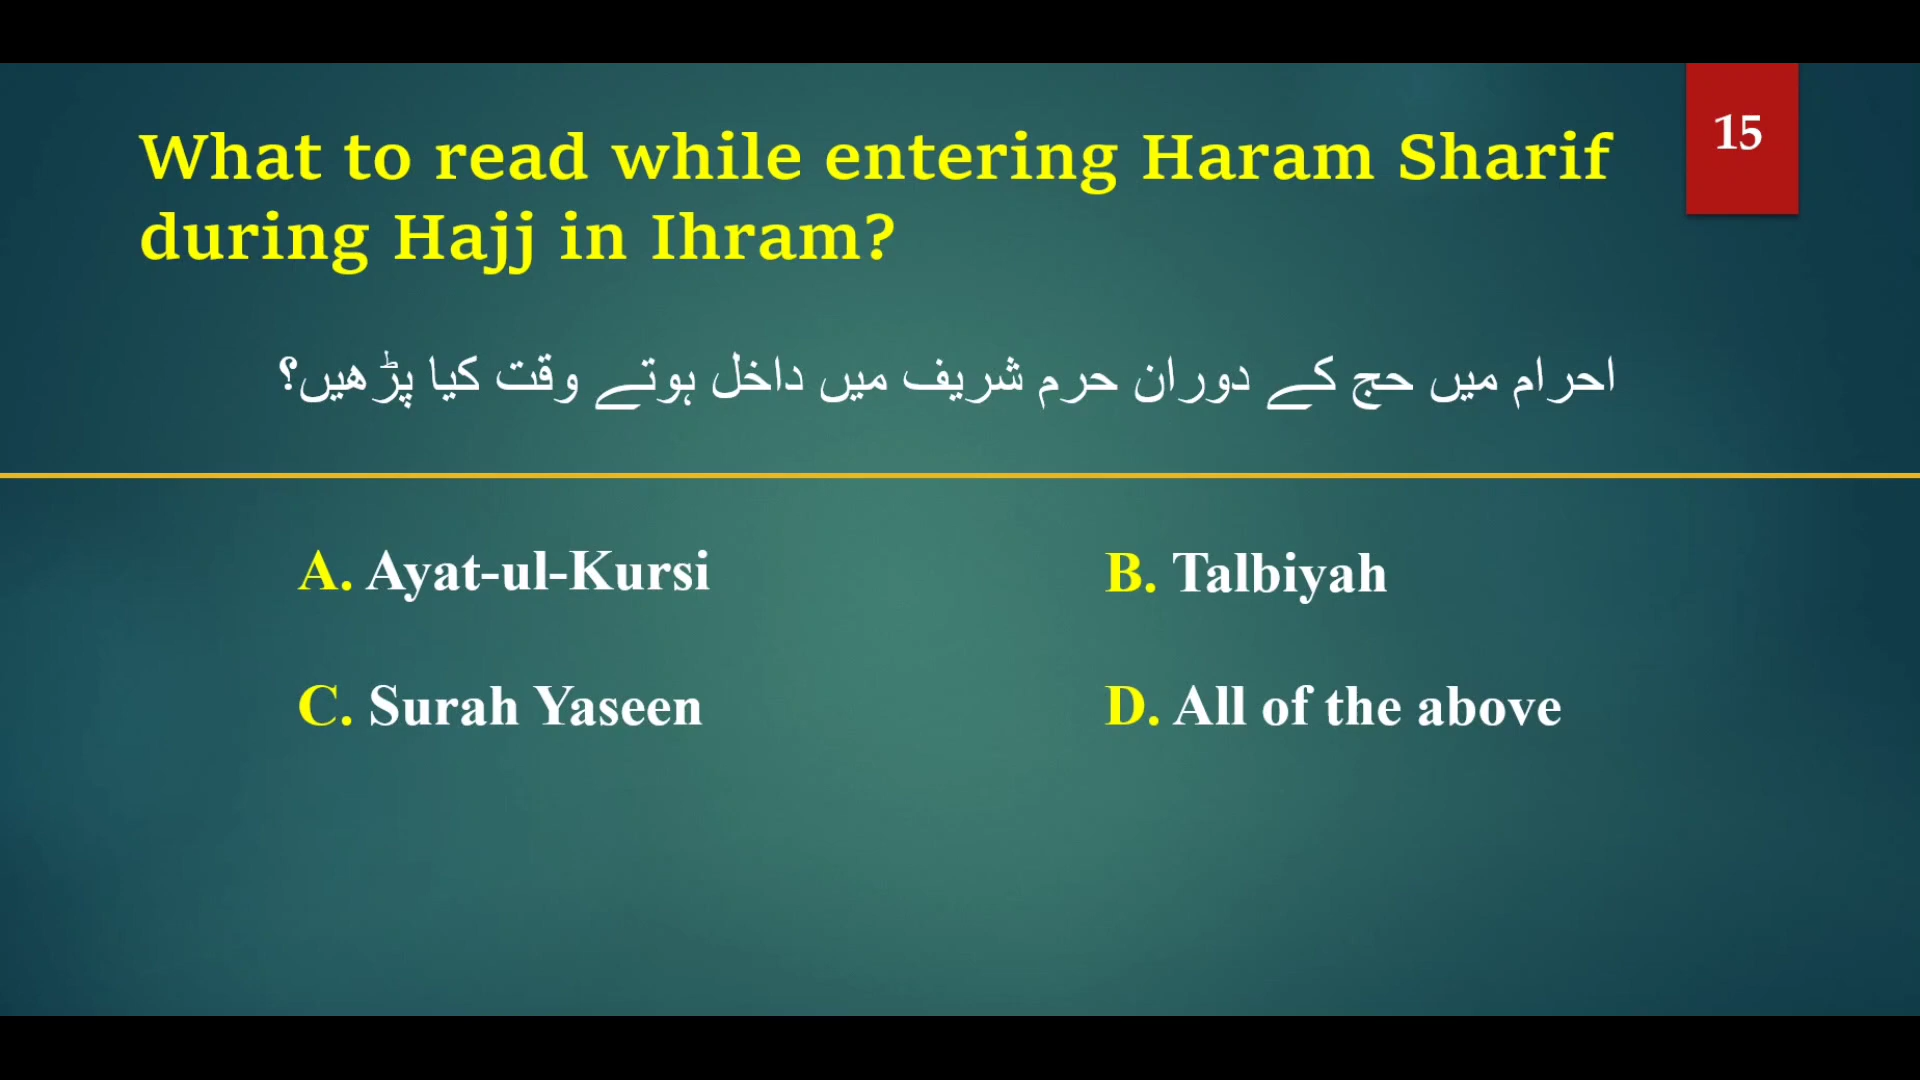 What to read while entering Haram Sharif
during Hajj in Ihram?
15
احرام میں حج کے دوران حرم شریف میں داخل ہوتے وقت کیا پڑھیں؟
A. Ayat-ul-Kursi
B. Talbiyah
C. Surah Yaseen
D. All of the above